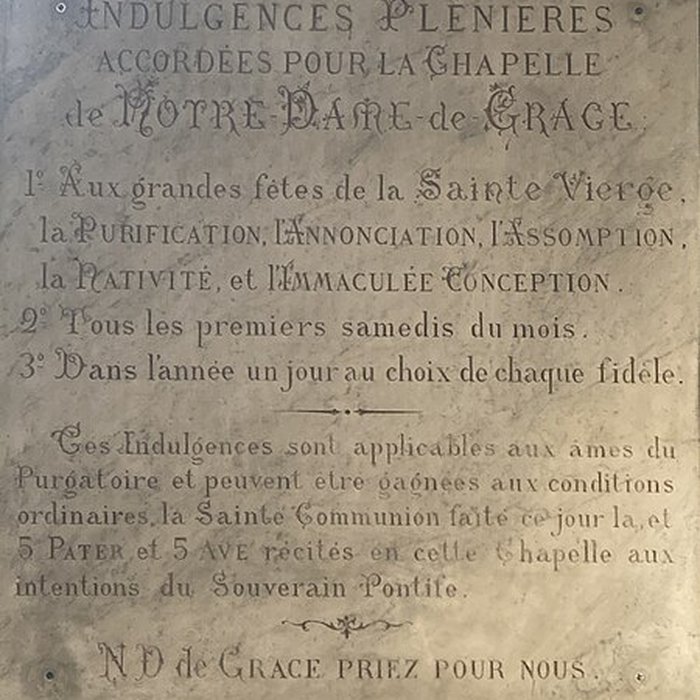 INDULGENCES PLÉNIÈRES
ACCORDÉES POUR LA CHAPELLE
de NOTRE-DAME-de-GRACE.
1º Aux grandes fêtes de la Sainte Vierge,
la PURIFICATION, l'ANNONCIATION, l'ASSOMPTION,
la NATIVITÉ, et l'IMMACULÉE CONCEPTION.
2º Tous les premiers samedis du mois.
3º Dans l'année un jour au choix de chaque fidèle.
Ces Indulgences sont applicables aux âmes du
Purgatoire et peuvent être gagnées aux conditions
ordinaires, la Sainte Communion faite ce jour là, et
5 PATER et 5 AVE récités en cette Chapelle aux
intentions du Souverain Pontife.
N D de GRACE PRIEZ POUR NOUS.